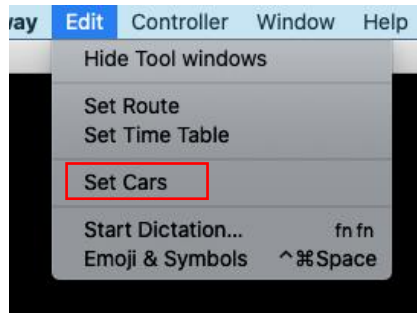 way Edit Controller Window Help
Hide Tool windows
Set Route
Set Time Table
Set Cars
Start Dictation... fn fn
Emoji & Symbols ^⌘Space